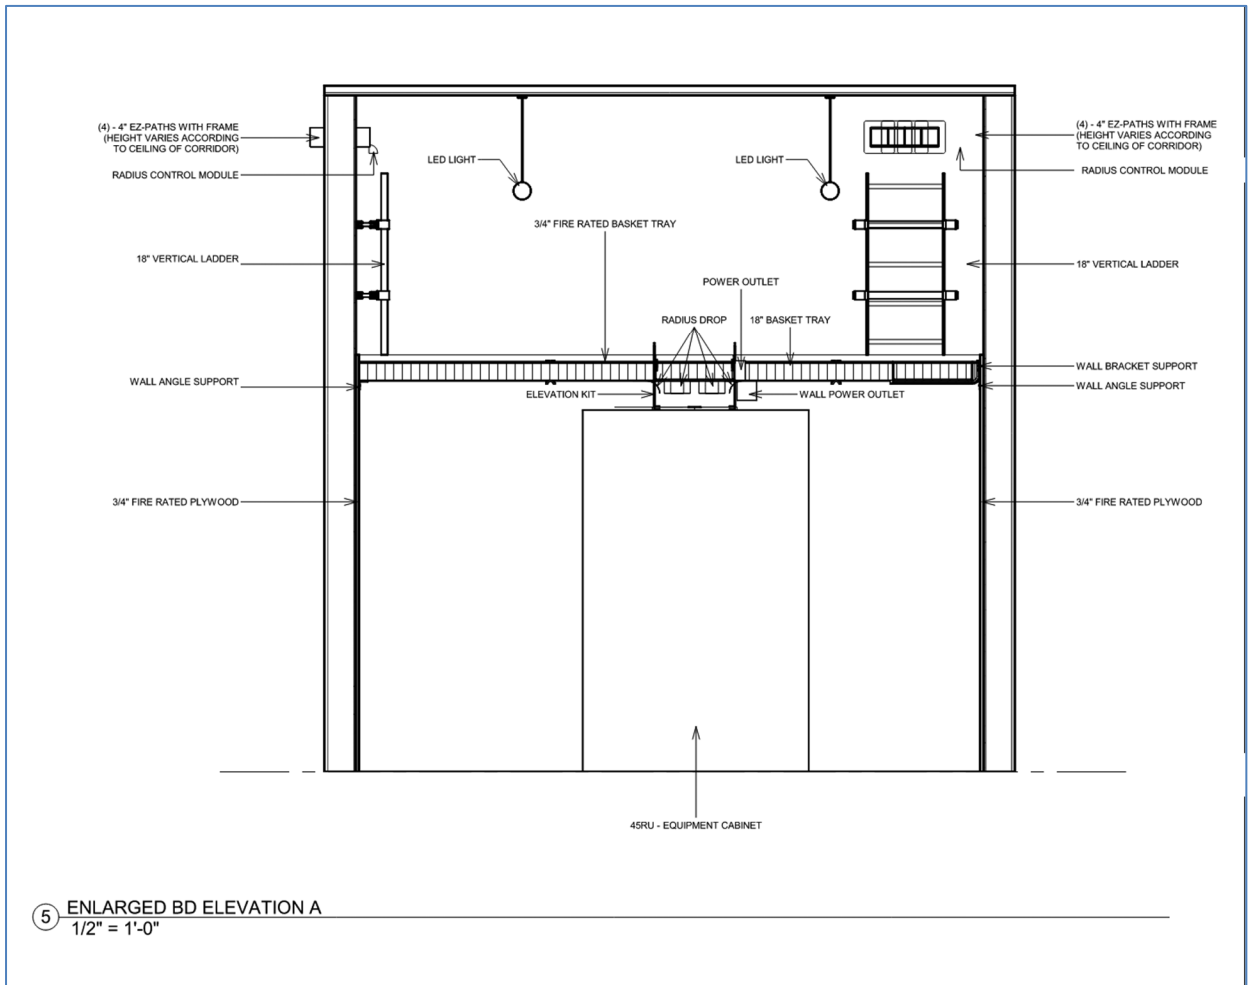 (4) - 4" EZ-PATHS WITH FRAME
(HEIGHT VARIES ACCORDING
TO CEILING OF CORRIDOR)
RADIUS CONTROL MODULE
18" VERTICAL LADDER
WALL ANGLE SUPPORT
3/4" FIRE RATED PLYWOOD
LED LIGHT
LED LIGHT
3/4" FIRE RATED BASKET TRAY
POWER OUTLET
RADIUS DROP
18" BASKET TRAY
ELEVATION KIT
WALL POWER OUTLET
(4) - 4" EZ-PATHS WITH FRAME
(HEIGHT VARIES ACCORDING
TO CEILING OF CORRIDOR)
RADIUS CONTROL MODULE
18" VERTICAL LADDER
WALL BRACKET SUPPORT
WALL ANGLE SUPPORT
3/4" FIRE RATED PLYWOOD
45RU - EQUIPMENT CABINET
5
ENLARGED BD ELEVATION A
1/2" = 1'-0"